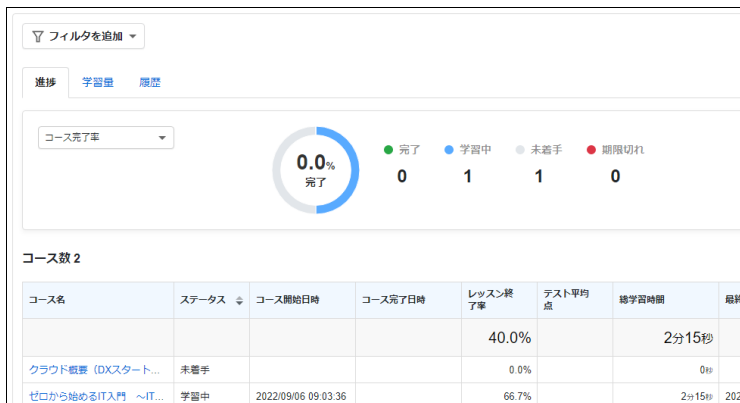 フィルタを追加
進捗 学習量 履歴
コース完了率
0.0%
完了
完了 学習中 未着手 期限切れ
0 1 1 0
コース数 2
コース名 ステータス コース開始日時 コース完了日時 レッスン終了率 テスト平均点 総学習時間 最終
40.0% 2分15秒
クラウド概要（DXスタート... 未着手 0.0% 0秒
ゼロから始めるIT入門 ～IT... 学習中 2022/09/06 09:03:36 66.7% 2分15秒 202